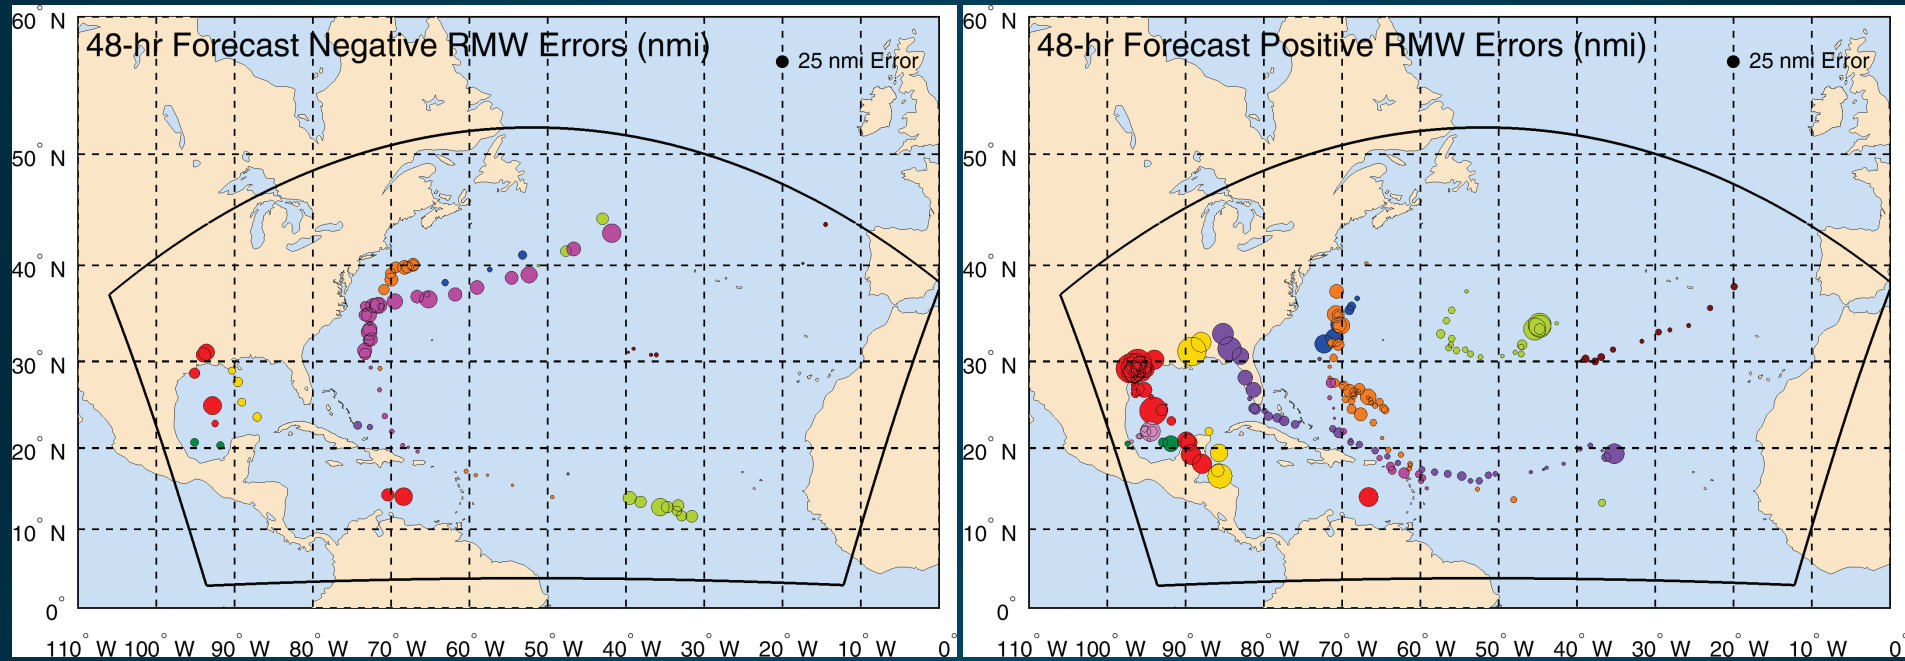 48-hr Forecast Negative RMW Errors (nmi)
25 nmi Error
60° N
50° N
40° N
30° N
20° N
10° N
0°
110° W 100° W 90° W 80° W 70° W 60° W 50° W 40° W 30° W 20° W 10° W 0°
48-hr Forecast Positive RMW Errors (nmi)
25 nmi Error
60° N
50° N
40° N
30° N
20° N
10° N
0°
110° W 100° W 90° W 80° W 70° W 60° W 50° W 40° W 30° W 20° W 10° W 0°